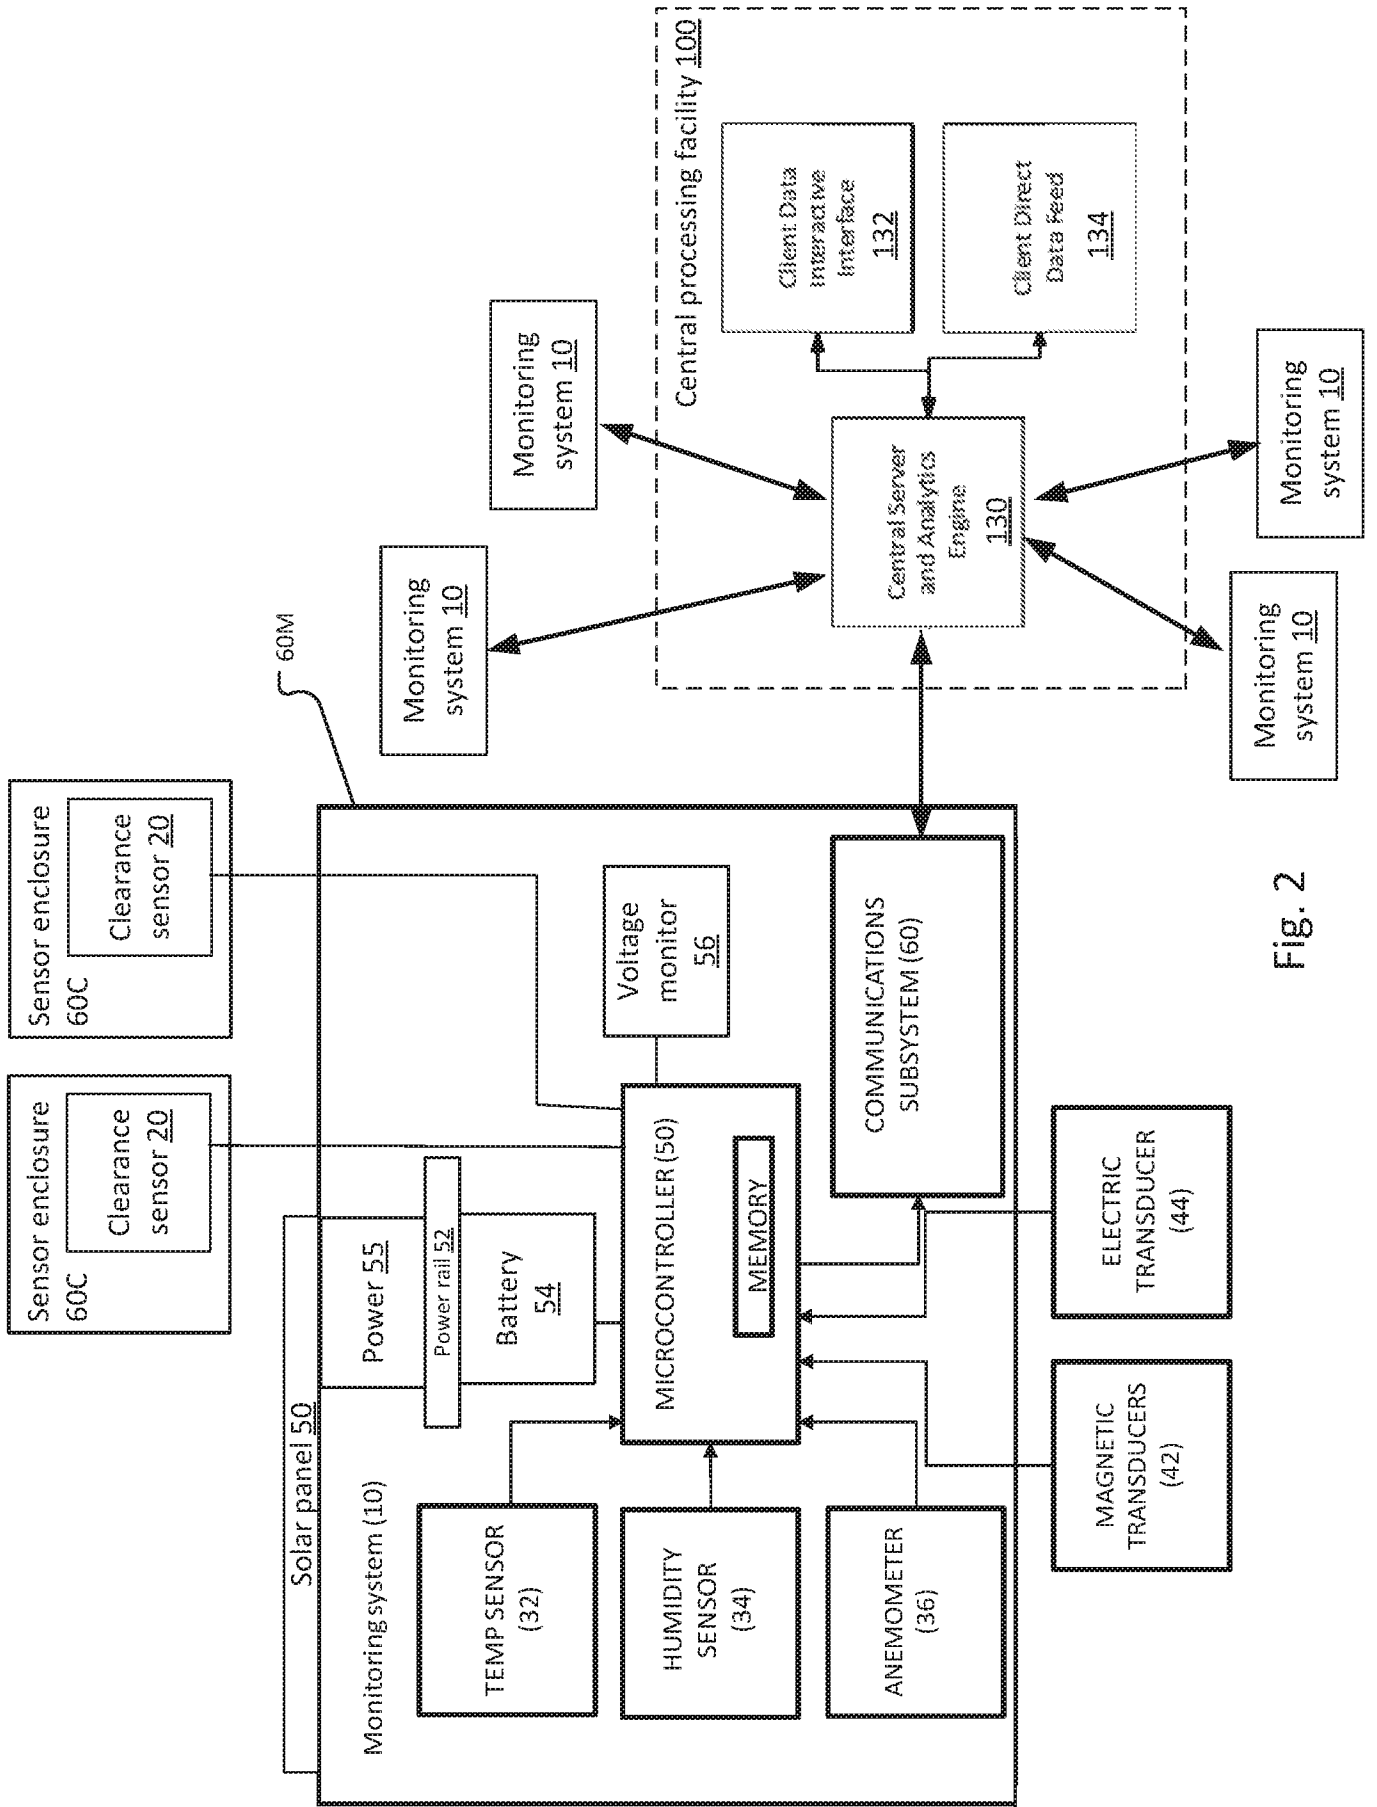 Solar panel 50
Monitoring system (10)
Power 55
Power rail 52
Battery
54
Sensor enclosure
60C
Clearance
sensor 20
Sensor enclosure
60C
Clearance
sensor 20
60M
TEMP SENSOR
(32)
HUMIDITY
SENSOR
(34)
ANEMOMETER
(36)
MICROCONTROLLER (50)
MEMORY
Voltage
monitor
56
COMMUNICATIONS
SUBSYSTEM (60)
MAGNETIC
TRANSDUCERS
(42)
ELECTRIC
TRANSDUCER
(44)
Monitoring
system 10
Monitoring
system 10
Central processing facility 100
Client Data
Interactive
Interface
132
Client Direct
Data Feed
134
Central Server
and Analytics
Engine
130
Monitoring
system 10
Monitoring
system 10
Fig. 2